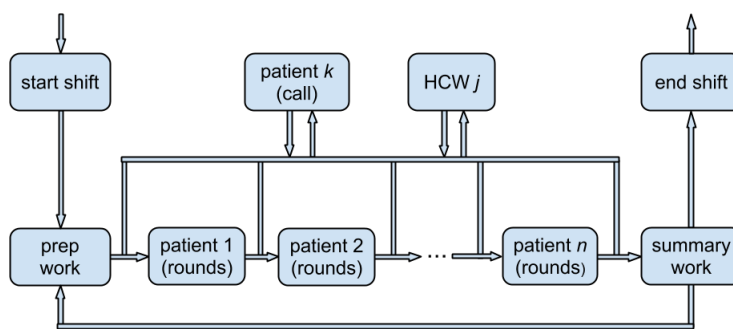 start shift
patient k
(call)
HCW j
end shift
prep
work
patient 1
(rounds)
patient 2
(rounds)
...
patient n
(rounds)
summary
work